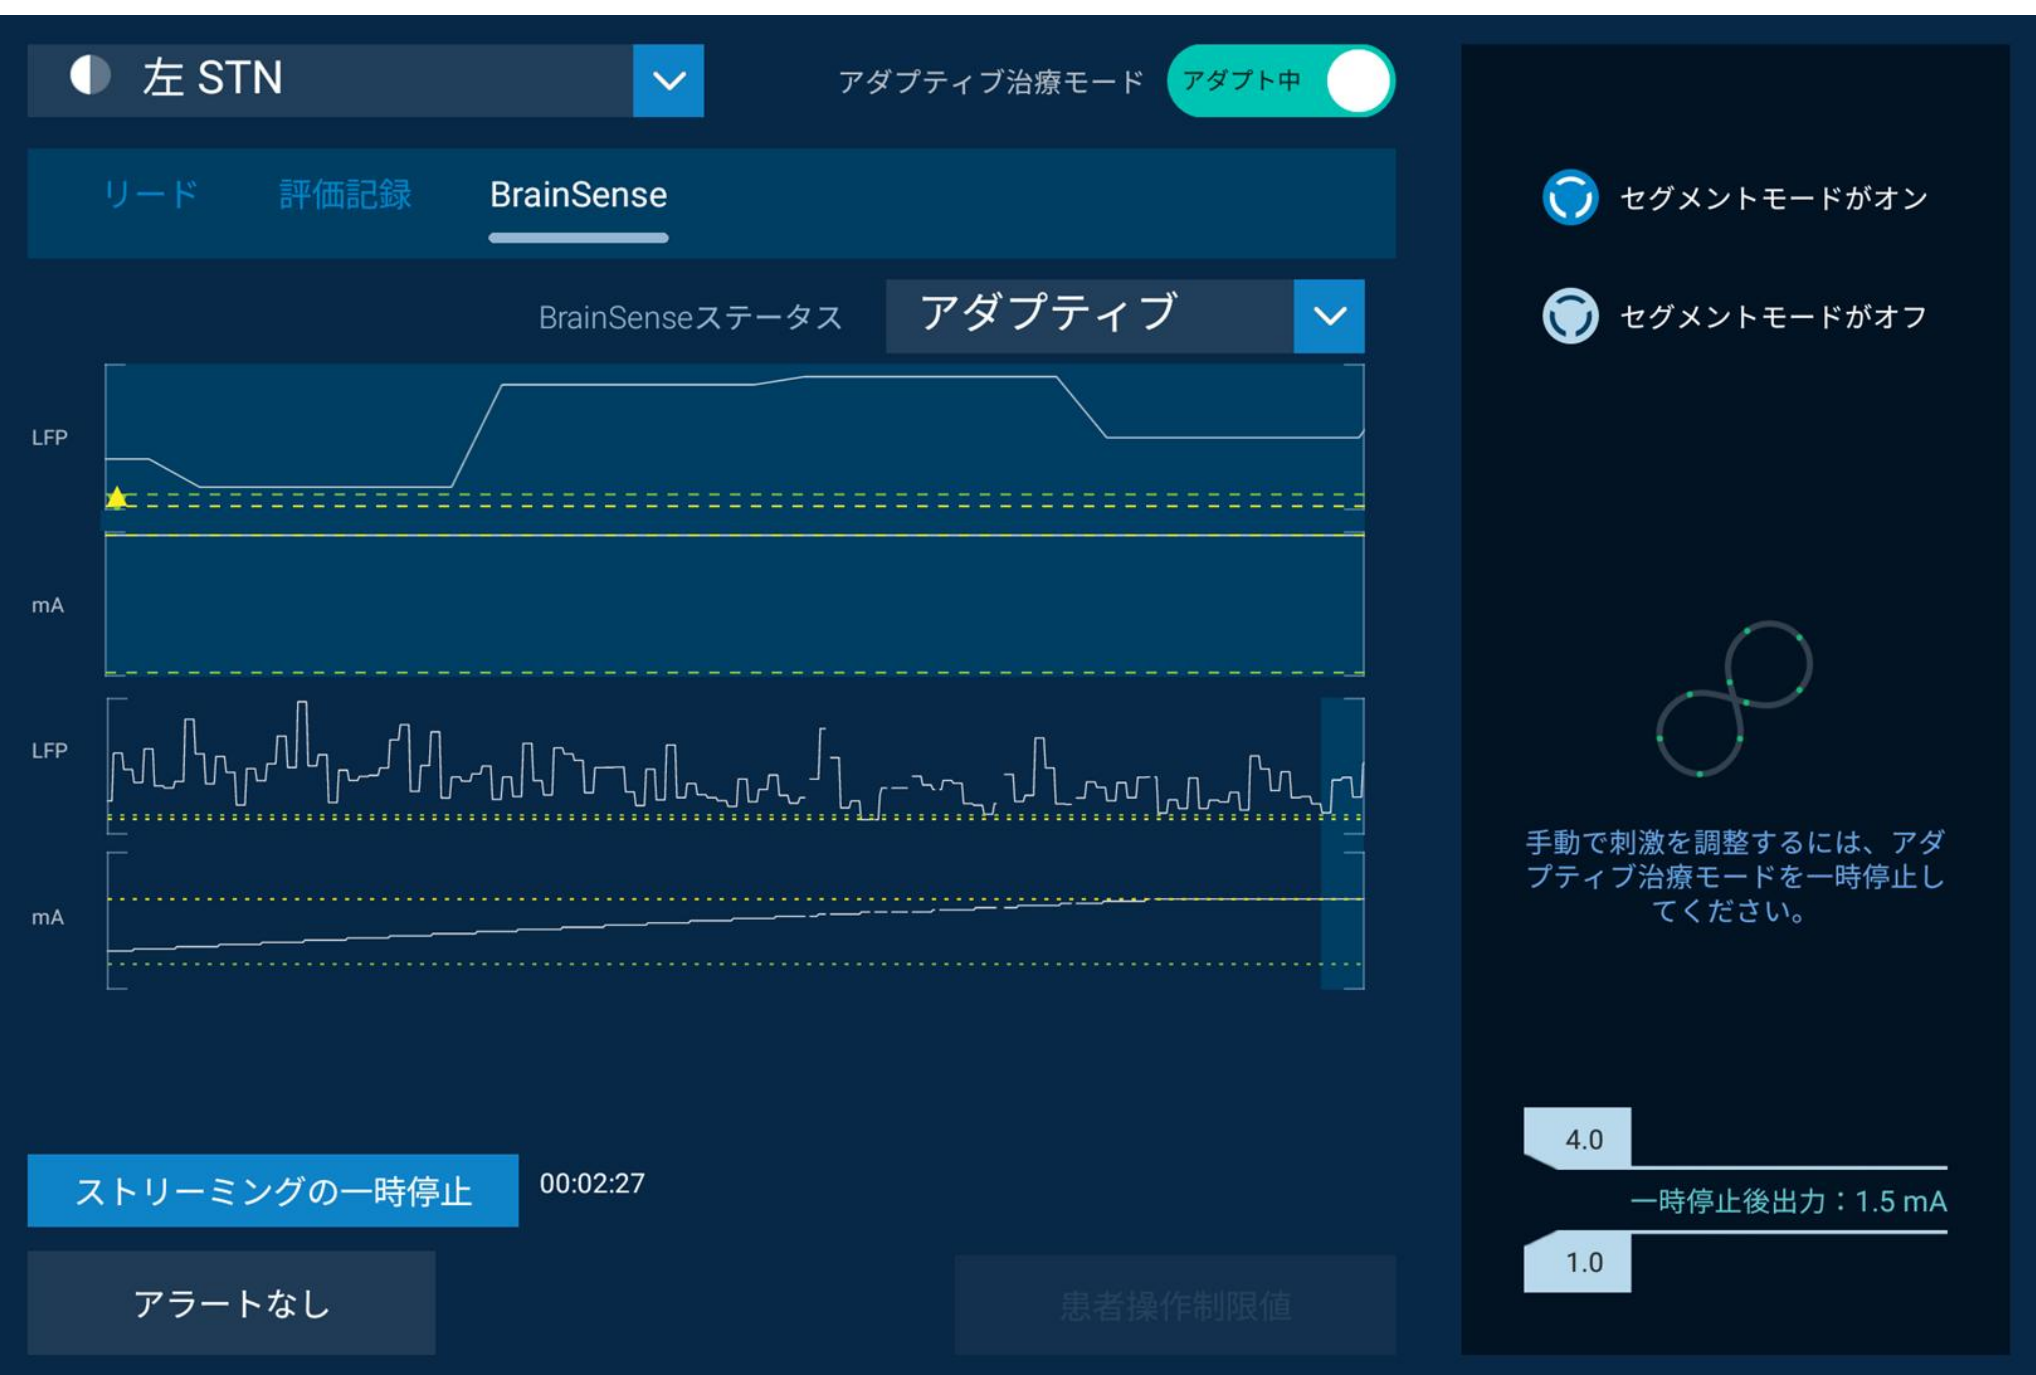 左 STN
アダプティブ治療モード
アダプト中
リード
評価記録
BrainSense
BrainSenseステータス
アダプティブ
LFP
mA
LFP
mA
ストリーミングの一時停止
00:02:27
アラートなし
患者操作制限値
セグメントモードがオン
セグメントモードがオフ
手動で刺激を調整するには、アダ
プティブ治療モードを一時停止し
てください。
4.0
一時停止後出力：1.5 mA
1.0